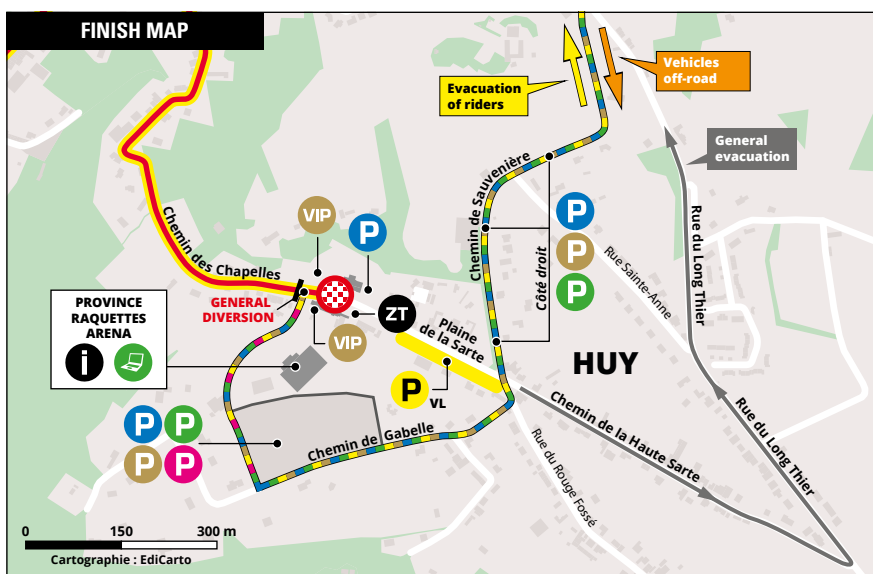 FINISH MAP
Evacuation
of riders
Vehicles
off-road
General
evacuation
Chemin de Sauvenière
Rue du Long Thier
Rue Sainte-Anne
VIP
P
P
P
P
Côté droit
Chemin des Chapelles
GENERAL
DIVERSION
ZT
VIP
PROVINCE
RAQUETTES
ARENA
i
Plaine
de la Sarte
HUY
P
VL
P P
P P
Chemin de Gabelle
Chemin de la Haute Sarte
Rue du Long Thier
Rue du Rouge Fossé
0 150 300 m
Cartographie : EdiCarto